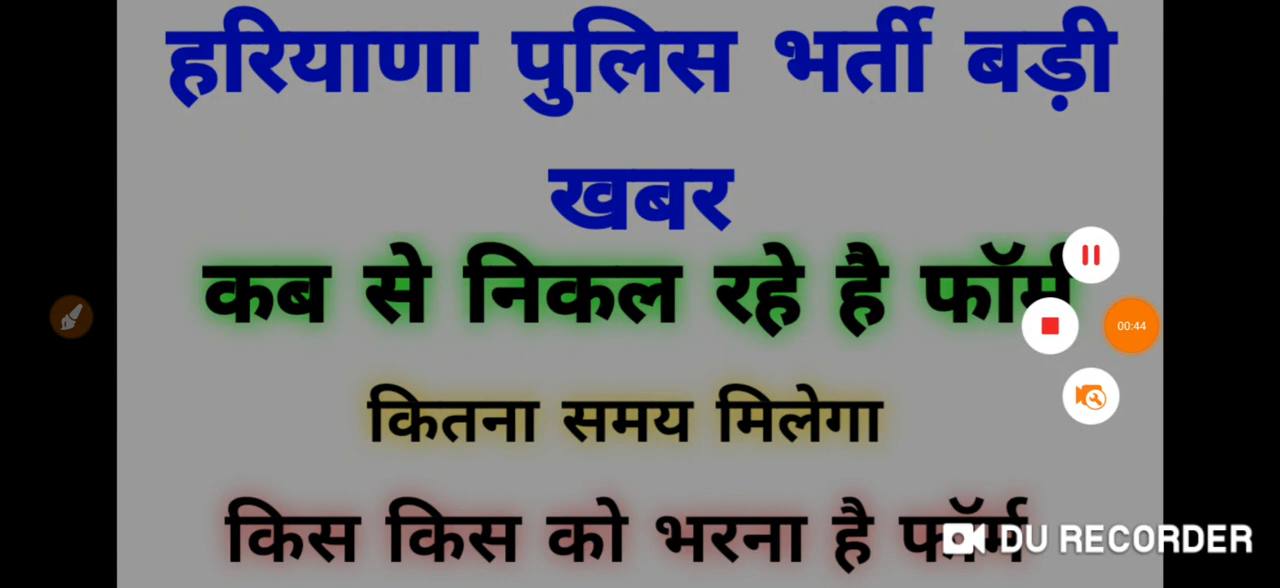 हरियाणा पुलिस भर्ती बड़ी
खबर
कब से निकल रहे है फॉर्म
00:44
कितना समय मिलेगा
किस किस को भरना है फॉर्म
DU RECORDER